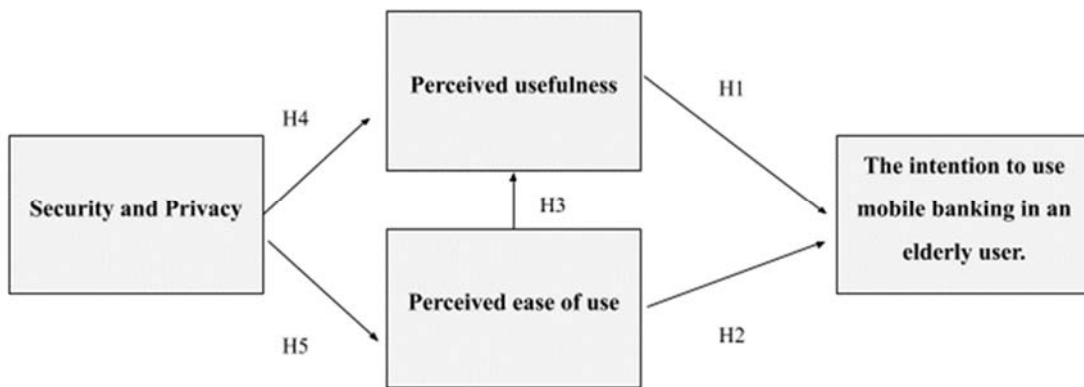 Perceived usefulness
H1
H4
Security and Privacy
The intention to use
mobile banking in an
elderly user.
H3
Perceived ease of use
H5
H2